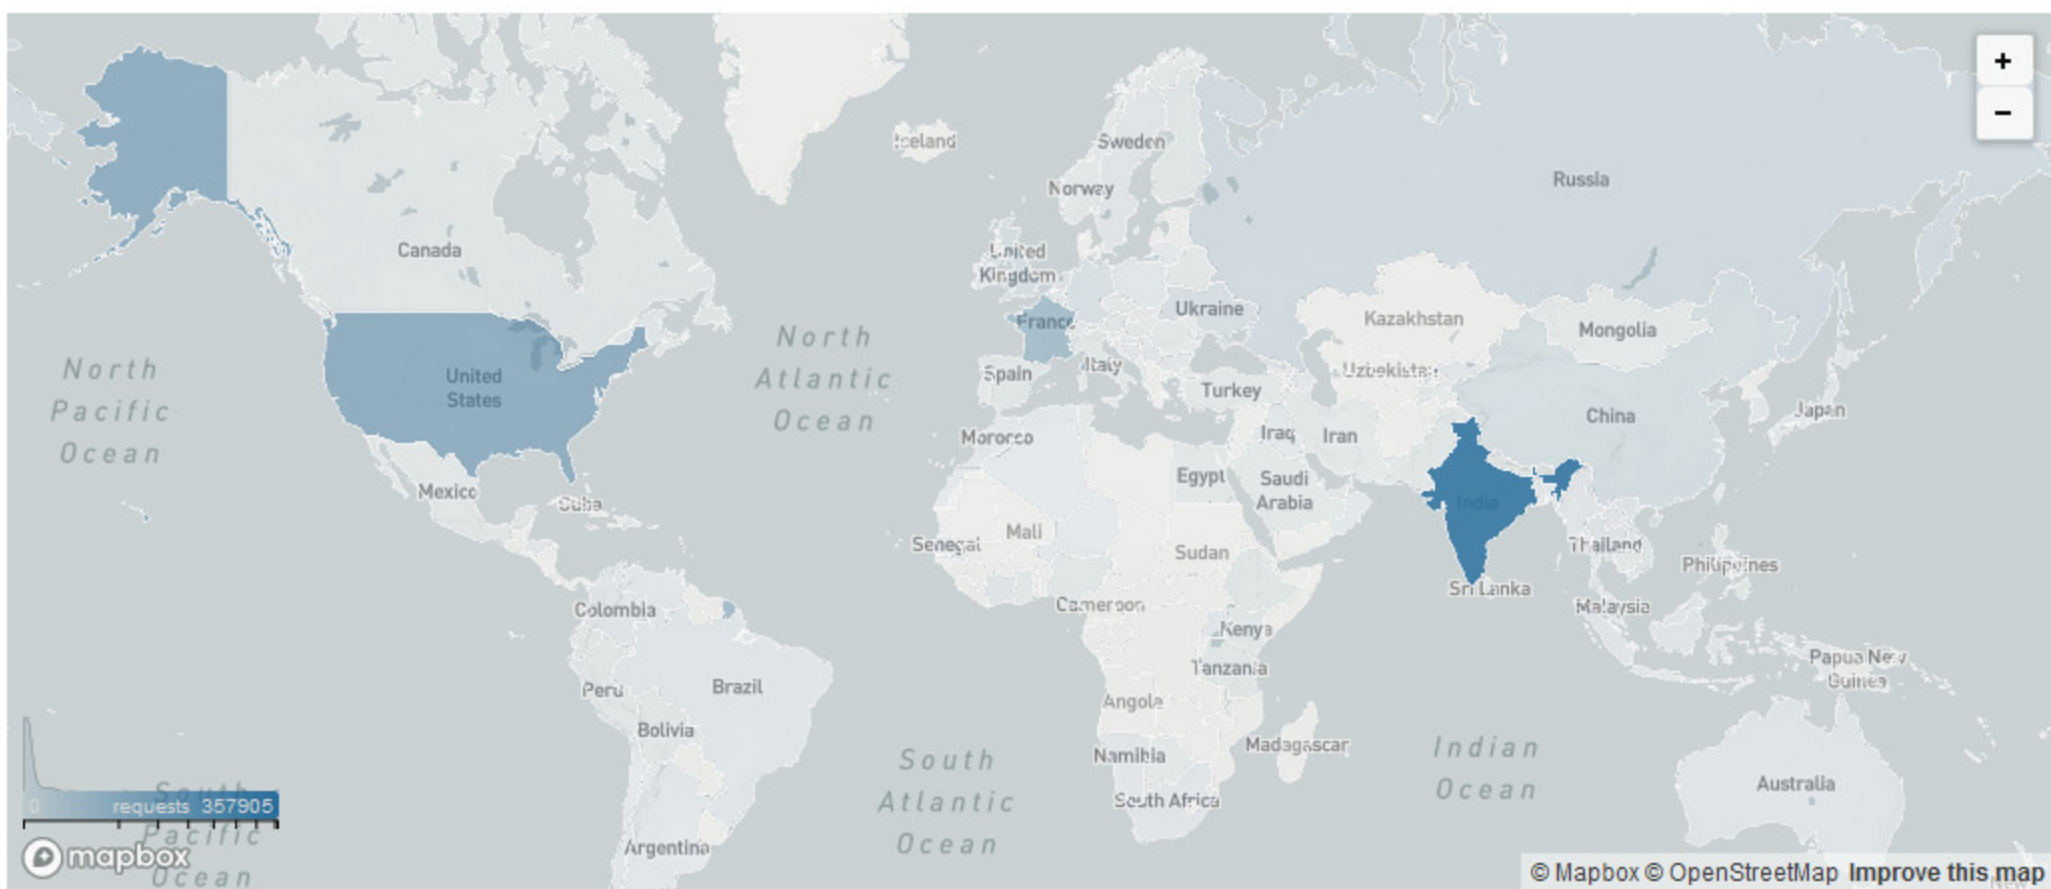 +
−
Iceland
Sweden
Norway
Russia
Canada
United
Kingdom
Ukraine
France
Kazakhstan
Mongolia
North
Pacific
Ocean
North
Atlantic
Ocean
United
States
Spain
Italy
Uzbekistan
Turkey
China
Japan
Morocco
Iraq
Iran
Mexico
Cuba
Egypt
Saudi
Arabia
India
Mali
Senegal
Sudan
Thailand
Philippines
Colombia
Cameroon
Sri Lanka
Malaysia
Kenya
Tanzania
Papua New
Guinea
Peru
Brazil
Angola
Bolivia
Namibia
Madagascar
Indian
Ocean
South
Atlantic
Ocean
Australia
South Africa
South
Pacific
Ocean
0 requests 357905
Argentina
mapbox
© Mapbox © OpenStreetMap Improve this map